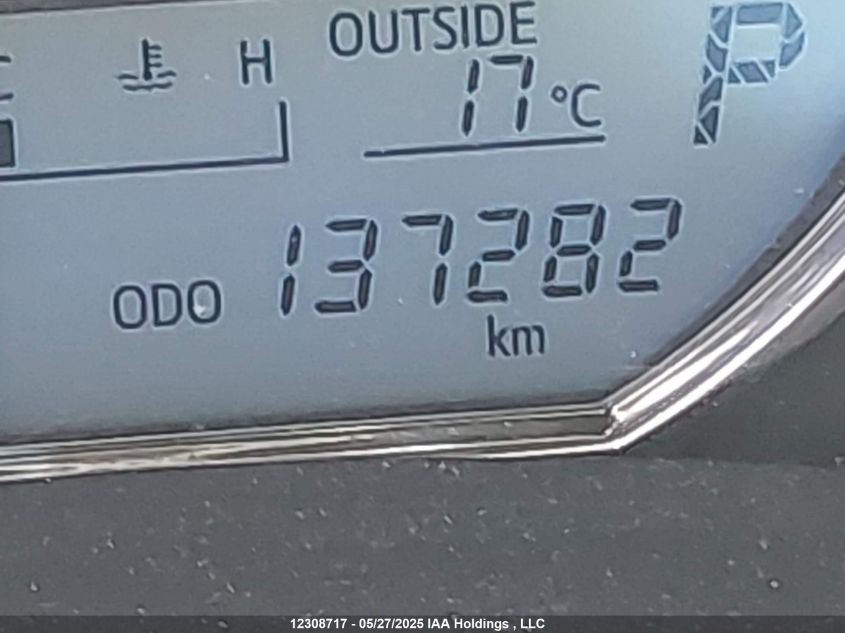 OUTSIDE
H
17 °C
P
ODO 137282
km
12308717 - 05/27/2025 IAA Holdings , LLC